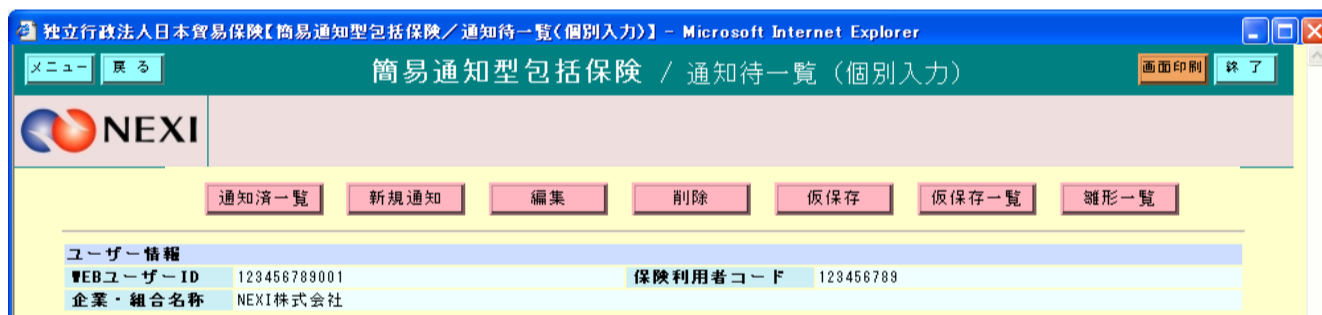 独立行政法人日本貿易保険【簡易通知型包括保険／通知待一覧(個別入力)】 - Microsoft Internet Explorer
メニュー 戻る 簡易通知型包括保険 / 通知待一覧（個別入力） 画面印刷 終了
NEXI
通知済一覧 新規通知 編集 削除 仮保存 仮保存一覧 雛形一覧
ユーザー情報
WEBユーザーID 123456789001 保険利用者コード 123456789
企業・組合名称 NEXI株式会社